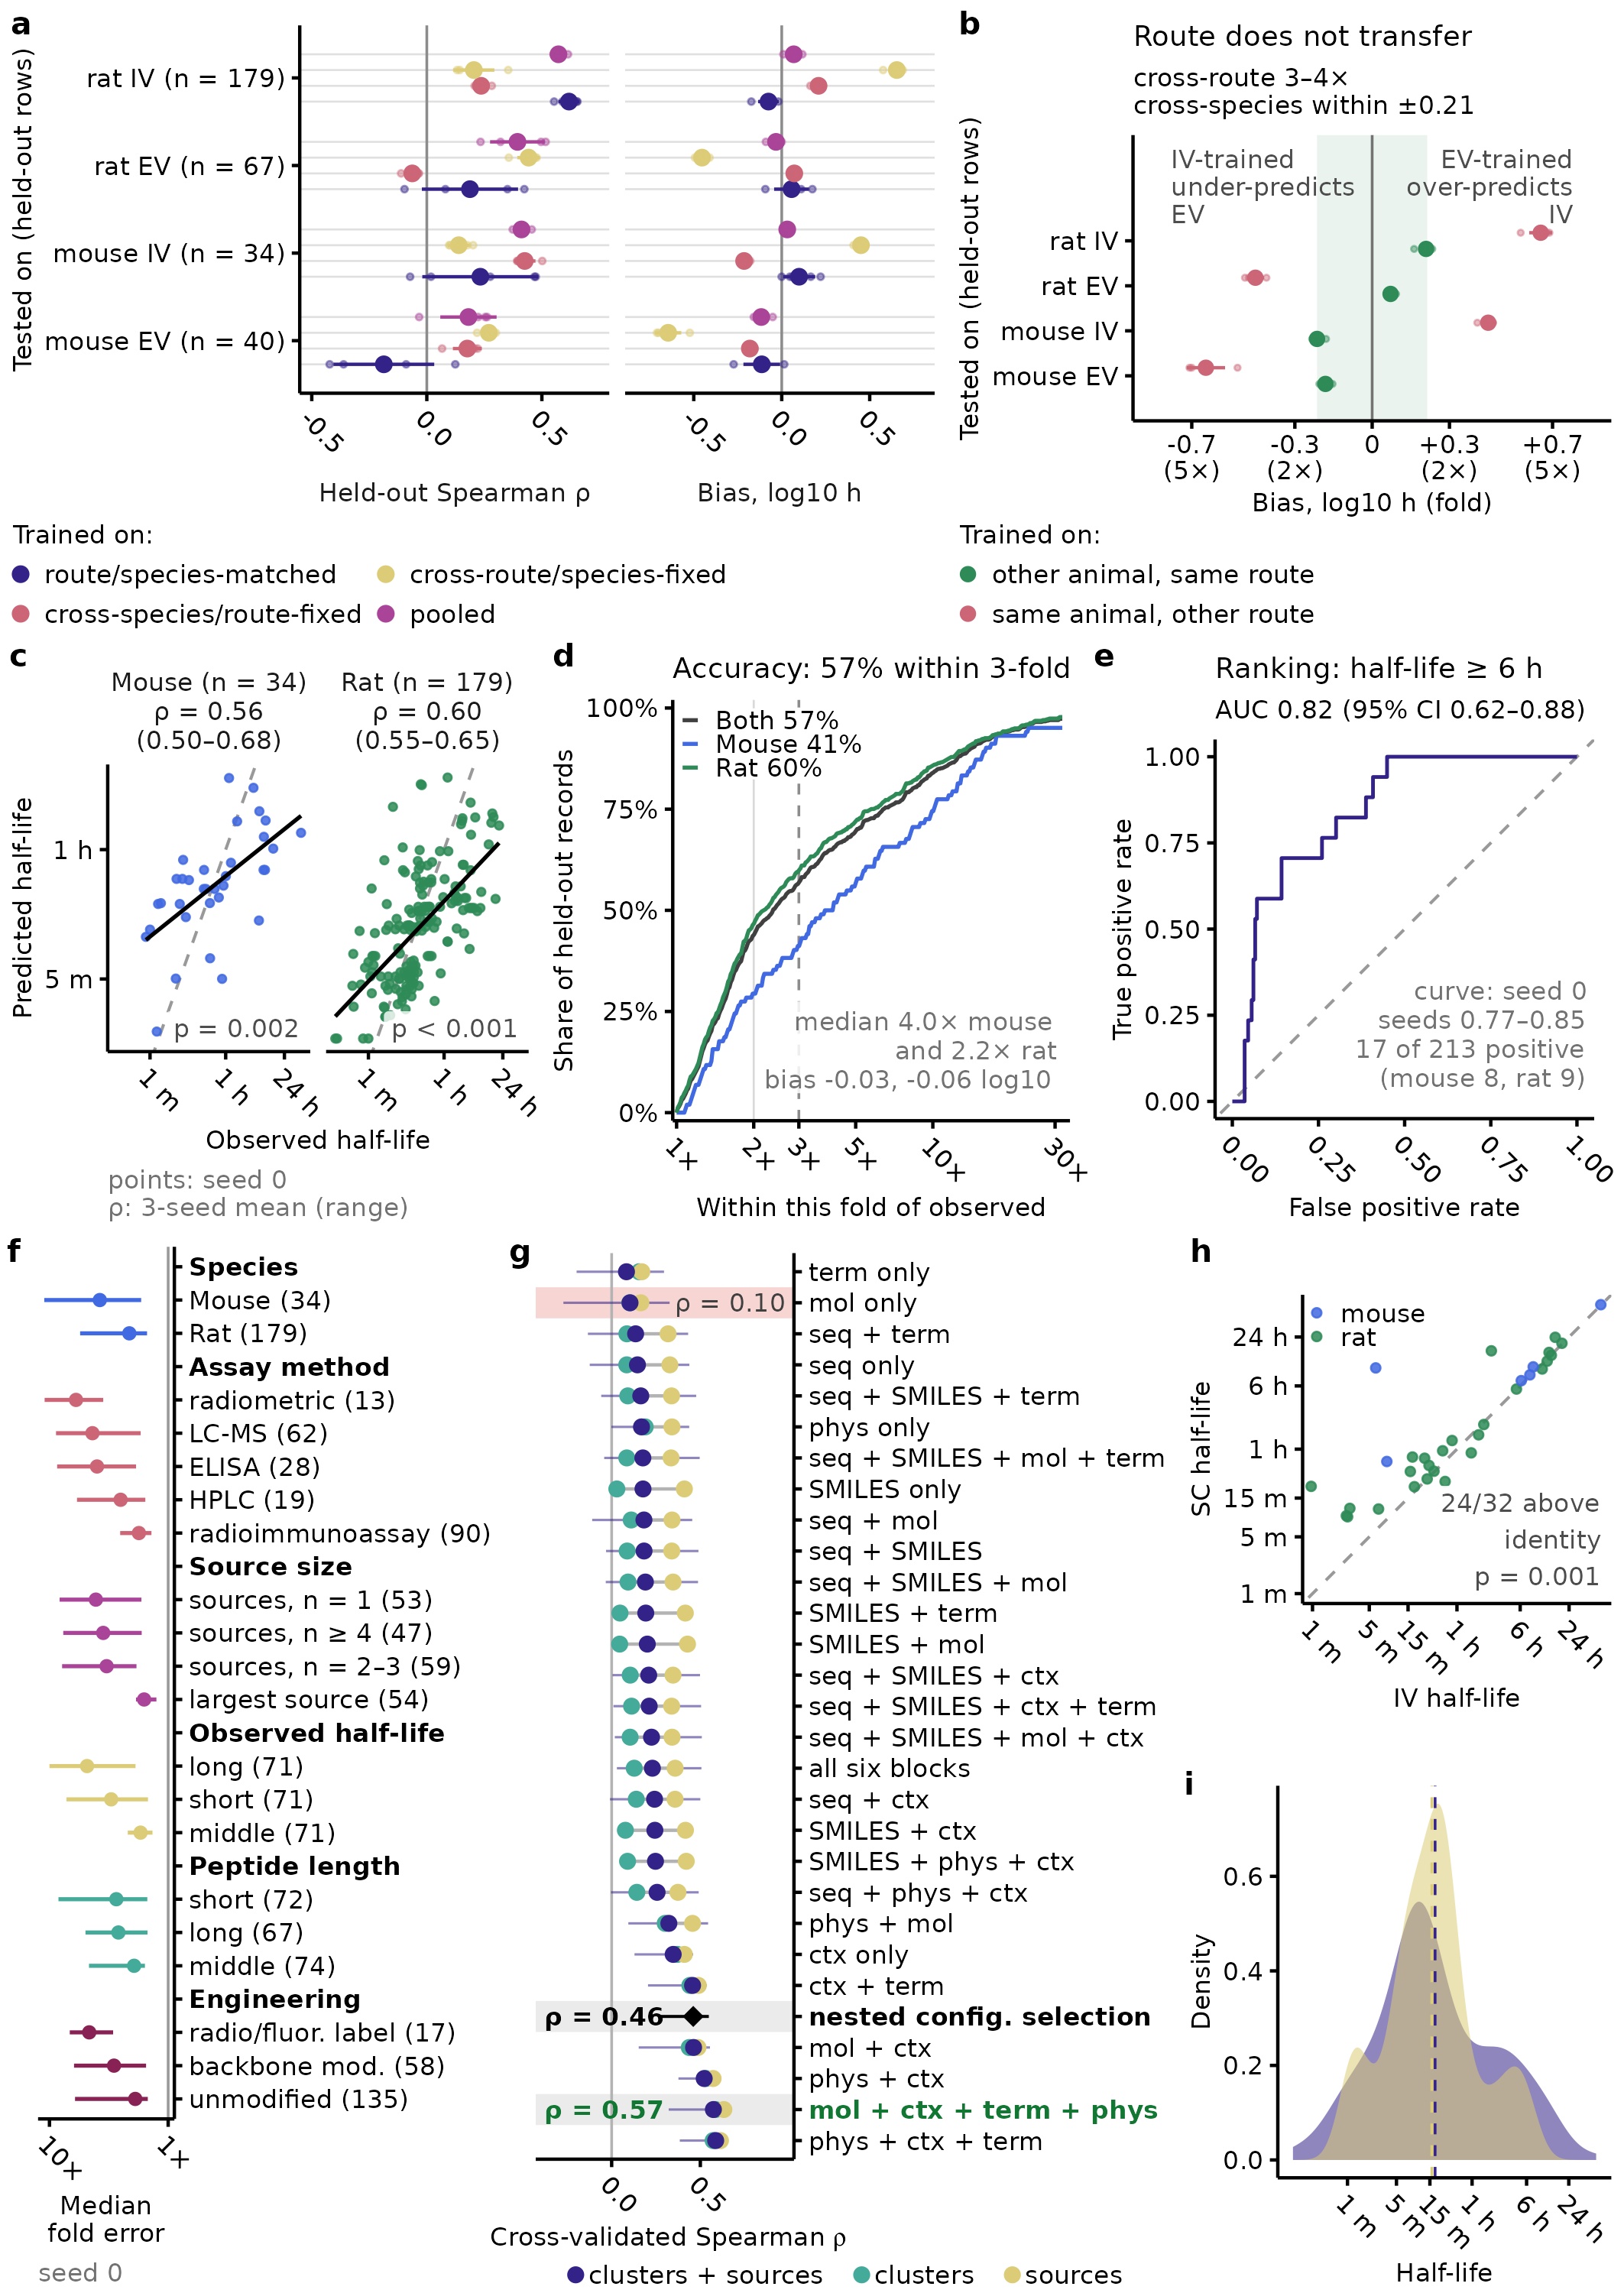 a
Tested on (held-out rows)
rat IV (n = 179)
rat EV (n = 67)
mouse IV (n = 34)
mouse EV (n = 40)
-0.5
0.0
0.5
-0.5
0.0
0.5
Held-out Spearman ρ
Bias, log10 h
Trained on:
route/species-matched
cross-route/species-fixed
cross-species/route-fixed
pooled
b
Route does not transfer
cross-route 3–4×
cross-species within ±0.21
Tested on (held-out rows)
IV-trained
under-predicts
EV
EV-trained
over-predicts
IV
rat IV
rat EV
mouse IV
mouse EV
-0.7
(5×)
-0.3
(2×)
0
+0.3
(2×)
+0.7
(5×)
Bias, log10 h (fold)
Trained on:
other animal, same route
same animal, other route
c
Mouse (n = 34)
ρ = 0.56
(0.50–0.68)
Rat (n = 179)
ρ = 0.60
(0.55–0.65)
Predicted half-life
1 h
5 m
p = 0.002
p < 0.001
1 m
1 h
24 h
1 m
1 h
24 h
Observed half-life
points: seed 0
ρ: 3-seed mean (range)
d
Accuracy: 57% within 3-fold
Share of held-out records
100%
75%
50%
25%
0%
Both 57%
Mouse 41%
Rat 60%
median 4.0× mouse
and 2.2× rat
bias -0.03, -0.06 log10
1×
2×
3×
5×
10×
30×
Within this fold of observed
e
Ranking: half-life ≥ 6 h
AUC 0.82 (95% CI 0.62–0.88)
True positive rate
1.00
0.75
0.50
0.25
0.00
curve: seed 0
seeds 0.77–0.85
17 of 213 positive
(mouse 8, rat 9)
0.00
0.25
0.50
0.75
1.00
False positive rate
f
Species
Mouse (34)
Rat (179)
Assay method
radiometric (13)
LC-MS (62)
ELISA (28)
HPLC (19)
radioimmunoassay (90)
Source size
sources, n = 1 (53)
sources, n ≥ 4 (47)
sources, n = 2–3 (59)
largest source (54)
Observed half-life
long (71)
short (71)
middle (71)
Peptide length
short (72)
long (67)
middle (74)
Engineering
radio/fluor. label (17)
backbone mod. (58)
unmodified (135)
10×
1×
Median
fold error
seed 0
g
term only
ρ = 0.10
mol only
seq + term
seq only
seq + SMILES + term
phys only
seq + SMILES + mol + term
SMILES only
seq + mol
seq + SMILES
seq + SMILES + mol
SMILES + term
SMILES + mol
seq + SMILES + ctx
seq + SMILES + ctx + term
seq + SMILES + mol + ctx
all six blocks
seq + ctx
SMILES + ctx
SMILES + phys + ctx
seq + phys + ctx
phys + mol
ctx only
ctx + term
ρ = 0.46
nested config. selection
mol + ctx
phys + ctx
ρ = 0.57
mol + ctx + term + phys
phys + ctx + term
0.0
0.5
Cross-validated Spearman ρ
clusters + sources
clusters
sources
h
mouse
rat
SC half-life
24 h
6 h
1 h
15 m
5 m
1 m
24/32 above
identity
p = 0.001
1 m
5 m
15 m
1 h
6 h
24 h
IV half-life
i
Density
0.6
0.4
0.2
0.0
1 m
5 m
15 m
1 h
6 h
24 h
Half-life